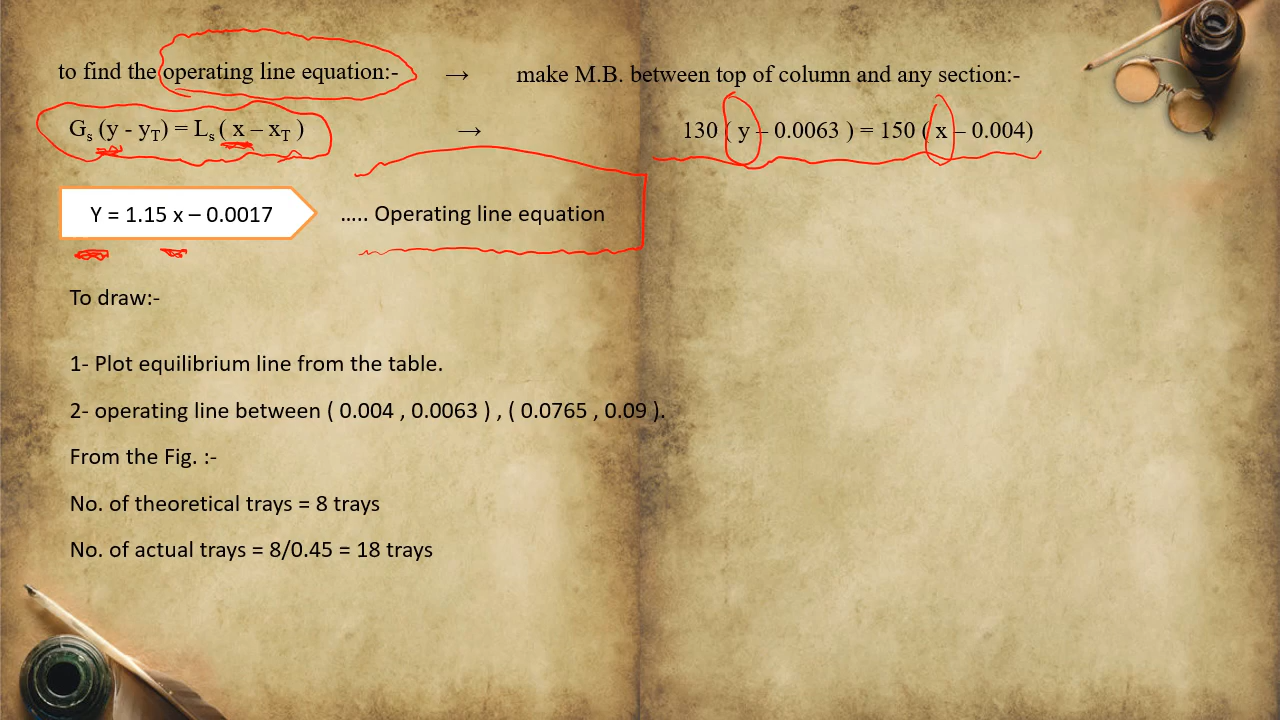 to find the operating line equation:- → make M.B. between top of column and any section:-
Gs (y - yT) = Ls ( x – xT ) → 130 ( y – 0.0063 ) = 150 ( x – 0.004)
Y = 1.15 x – 0.0017 ..... Operating line equation
To draw:-
1- Plot equilibrium line from the table.
2- operating line between ( 0.004 , 0.0063 ) , ( 0.0765 , 0.09 ).
From the Fig. :-
No. of theoretical trays = 8 trays
No. of actual trays = 8/0.45 = 18 trays